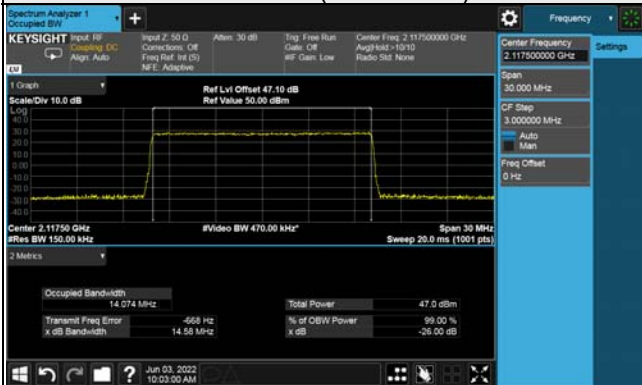 Spectrum Analyzer 1
Occupied BW
Frequency
KEYSIGHT
Input: RF
Coupling: DC
Align: Auto
Input Z: 50 Ω
Corrections: Off
Freq Ref: Int (S)
NFE: Adaptive
Atten: 30 dB
Trig: Free Run
Gate: Off
#IF Gain: Low
Center Freq: 2.117500000 GHz
Avg|Hold:>10/10
Radio Std: None
Center Frequency
2.117500000 GHz
Settings
Span
30.000 MHz
CF Step
3.000000 MHz
Auto
Man
Freq Offset
0 Hz
1 Graph
Scale/Div 10.0 dB
Ref Lvl Offset 47.10 dB
Ref Value 50.00 dBm
Log
40.0
30.0
20.0
10.0
0.00
-10.0
-20.0
-30.0
-40.0
Center 2.11750 GHz
#Res BW 150.00 kHz
#Video BW 470.00 kHz*
Span 30 MHz
Sweep 20.0 ms (1001 pts)
2 Metrics
Occupied Bandwidth
14.074 MHz
Total Power
47.0 dBm
Transmit Freq Error
-668 Hz
% of OBW Power
99.00 %
x dB Bandwidth
14.58 MHz
x dB
-26.00 dB
?
Jun 03, 2022
10:03:00 AM